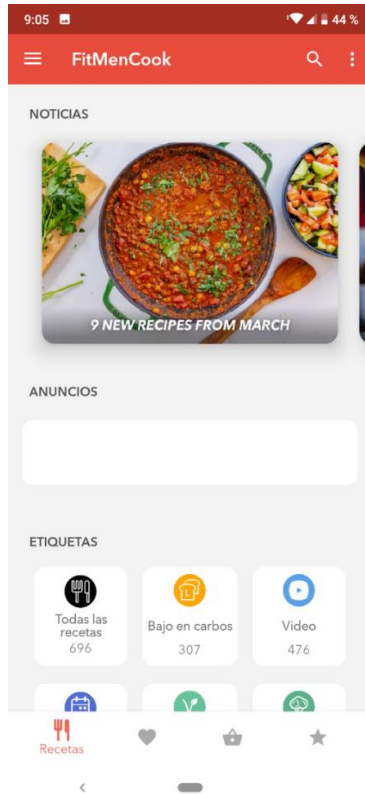 9:05
44 %
FitMenCook
NOTICIAS
9 NEW RECIPES FROM MARCH
ANUNCIOS
ETIQUETAS
Todas las
recetas
696
Bajo en carbos
307
Video
476
Recetas